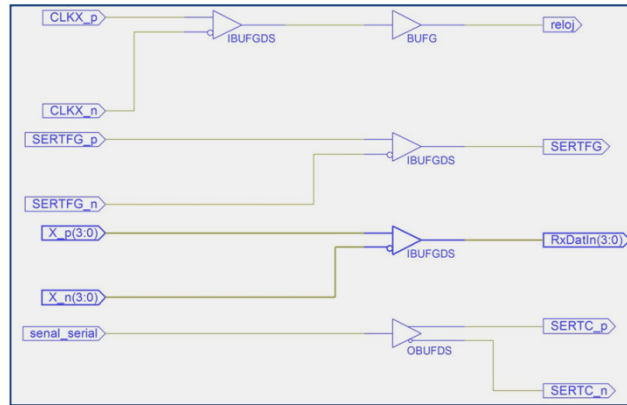 CLKX_p
IBUFGDS
BUFG
reloj
CLKX_n
SERTFG_p
IBUFGDS
SERTFG
SERTFG_n
X_p(3:0)
IBUFGDS
RxDatIn(3:0)
X_n(3:0)
senal_serial
OBUFDS
SERTC_p
SERTC_n